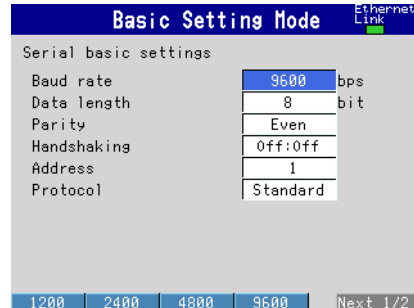 Basic Setting Mode
Ethernet
Link
Serial basic settings
Baud rate 9600 bps
Data length 8 bit
Parity Even
Handshaking Off:Off
Address 1
Protocol Standard
1200 2400 4800 9600 Next 1/2